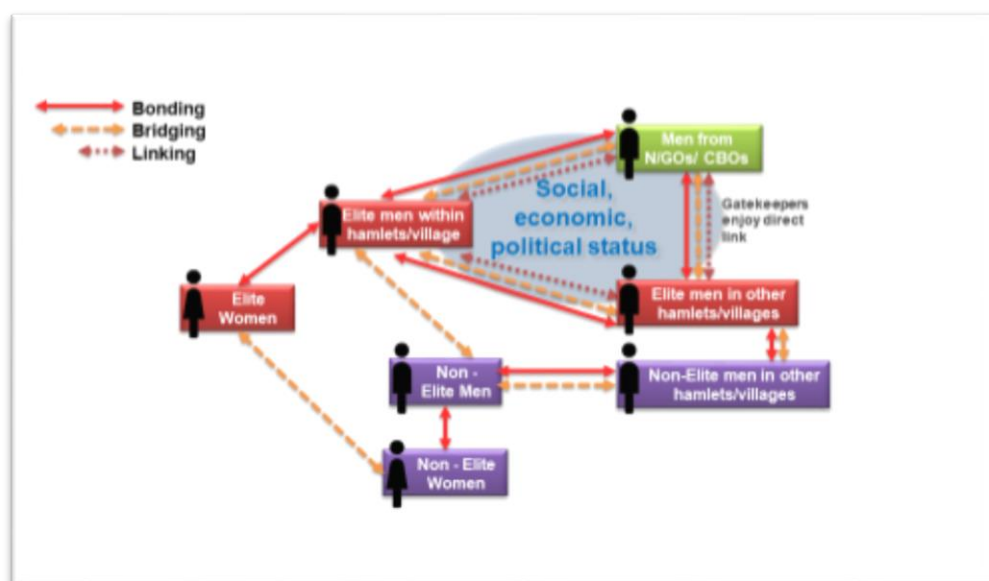 Bonding
Bridging
Linking
Men from
N/GOs/ CBOs
Social,
economic,
political status
Gatekeepers
enjoy direct
link
Elite men within
hamlets/village
Elite
Women
Elite men in other
hamlets/villages
Non -
Elite Men
Non-Elite men in other
hamlets/villages
Non - Elite
Women